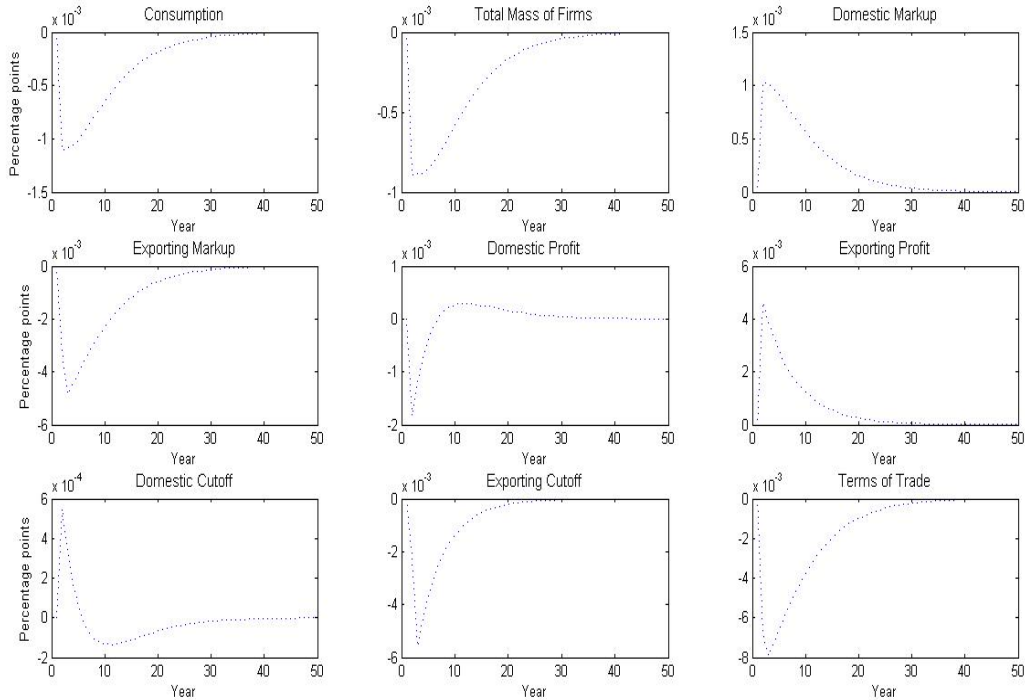 Consumption
x 10^-3
0
-0.5
-1
-1.5
Percentage points
0 10 20 30 40 50
Year
Total Mass of Firms
x 10^-3
0
-0.5
-1
0 10 20 30 40 50
Year
Domestic Markup
x 10^-3
1.5
1
0.5
0
0 10 20 30 40 50
Year
Exporting Markup
x 10^-3
0
-2
-4
-6
Percentage points
0 10 20 30 40 50
Year
Domestic Profit
x 10^-3
1
0
-1
-2
0 10 20 30 40 50
Year
Exporting Profit
x 10^-3
6
4
2
0
0 10 20 30 40 50
Year
Domestic Cutoff
x 10^-4
6
4
2
0
-2
Percentage points
0 10 20 30 40 50
Year
Exporting Cutoff
x 10^-3
0
-2
-4
-6
0 10 20 30 40 50
Year
Terms of Trade
x 10^-3
0
-2
-4
-6
-8
0 10 20 30 40 50
Year